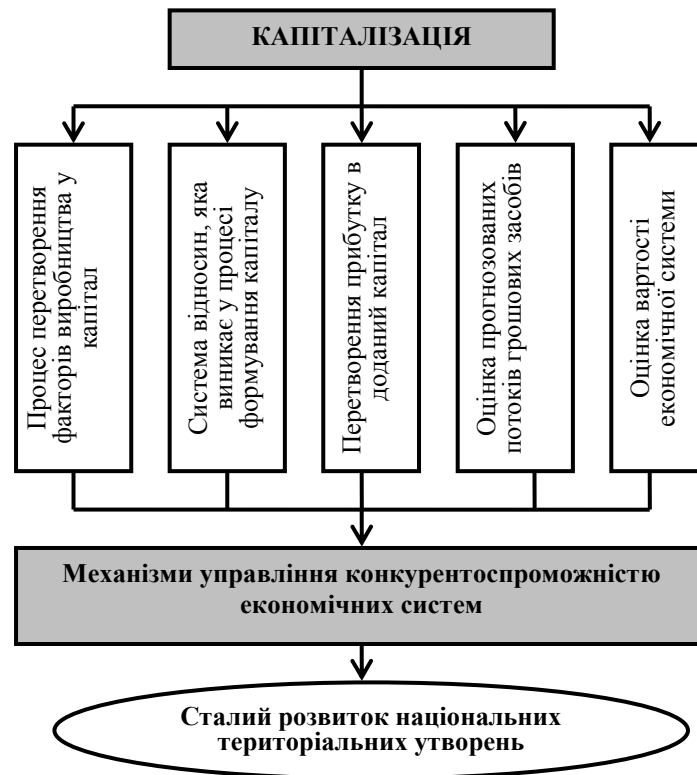 КАПІТАЛІЗАЦІЯ
Процес перетворення
факторів виробництва у
капітал
Система відносин, яка
виникає у процесі
формування капіталу
Перетворення прибутку в
доданий капітал
Оцінка прогнозованих
потоків грошових засобів
Оцінка вартості
економічної системи
Механізми управління конкурентоспроможністю
економічних систем
Сталий розвиток національних
територіальних утворень